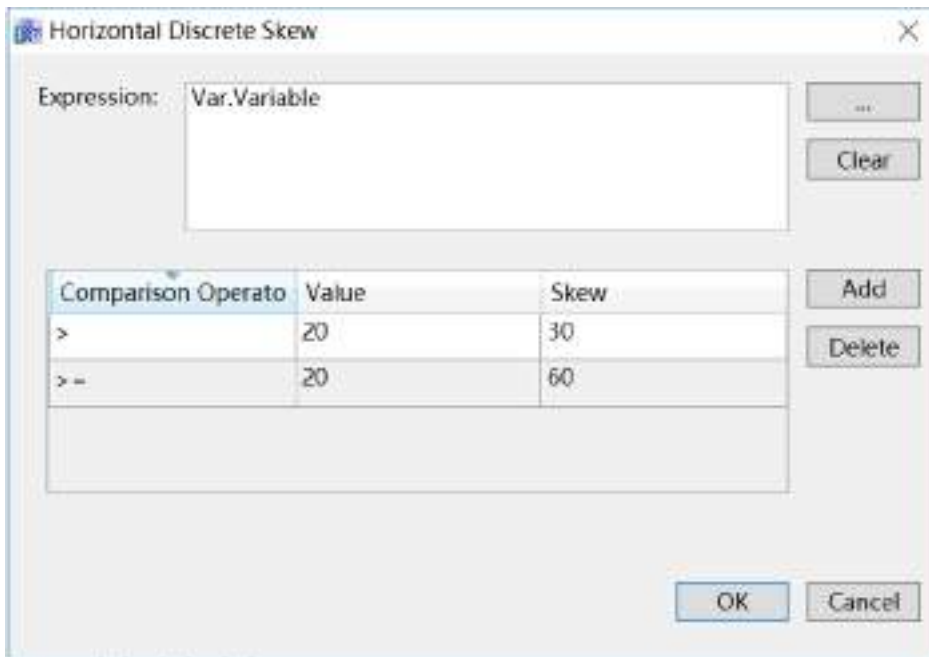 Horizontal Discrete Skew
Expression: Var.Variable ...
Clear
Comparison Operato Value Skew Add
> 20 30 Delete
>= 20 60
OK Cancel